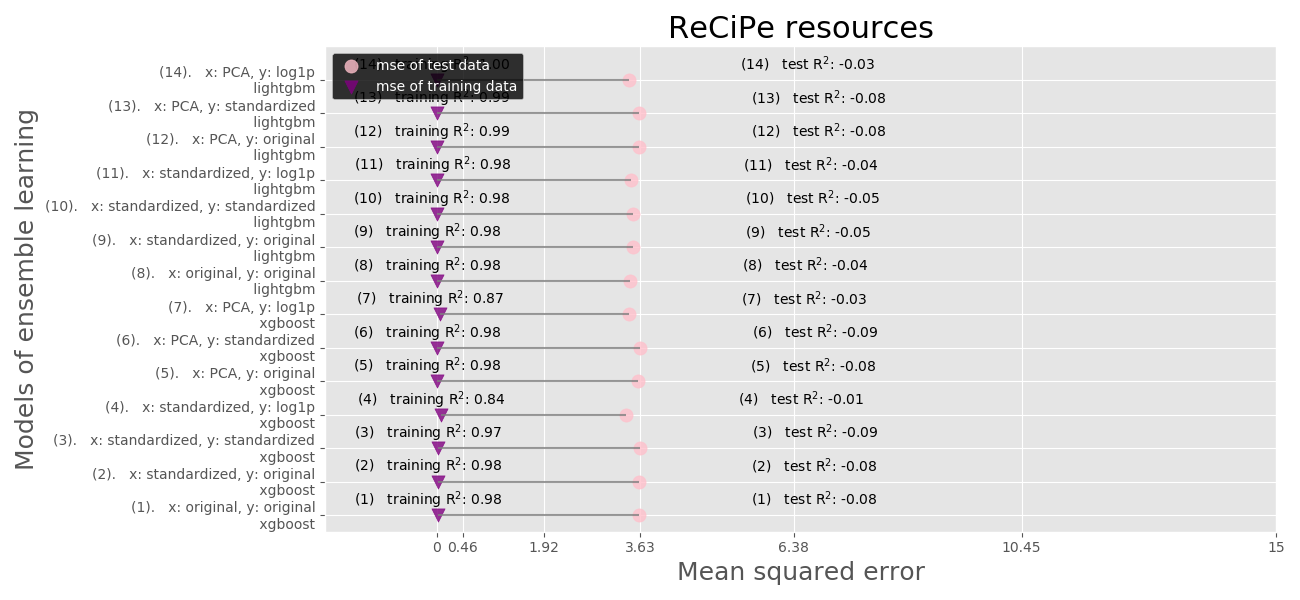 ReCiPe resources
Models of ensemble learning
mse of test data
mse of training data
(14). x: PCA, y: log1p
lightgbm
(14) test R²: -0.03
(13). x: PCA, y: standardized
lightgbm
(13) training R²: 0.99
(13) test R²: -0.08
(12). x: PCA, y: original
lightgbm
(12) training R²: 0.99
(12) test R²: -0.08
(11). x: standardized, y: log1p
lightgbm
(11) training R²: 0.98
(11) test R²: -0.04
(10). x: standardized, y: standardized
lightgbm
(10) training R²: 0.98
(10) test R²: -0.05
(9). x: standardized, y: original
lightgbm
(9) training R²: 0.98
(9) test R²: -0.05
(8). x: original, y: original
lightgbm
(8) training R²: 0.98
(8) test R²: -0.04
(7). x: PCA, y: log1p
xgboost
(7) training R²: 0.87
(7) test R²: -0.03
(6). x: PCA, y: standardized
xgboost
(6) training R²: 0.98
(6) test R²: -0.09
(5). x: PCA, y: original
xgboost
(5) training R²: 0.98
(5) test R²: -0.08
(4). x: standardized, y: log1p
xgboost
(4) training R²: 0.84
(4) test R²: -0.01
(3). x: standardized, y: standardized
xgboost
(3) training R²: 0.97
(3) test R²: -0.09
(2). x: standardized, y: original
xgboost
(2) training R²: 0.98
(2) test R²: -0.08
(1). x: original, y: original
xgboost
(1) training R²: 0.98
(1) test R²: -0.08
0 0.46 1.92 3.63 6.38 10.45 15
Mean squared error